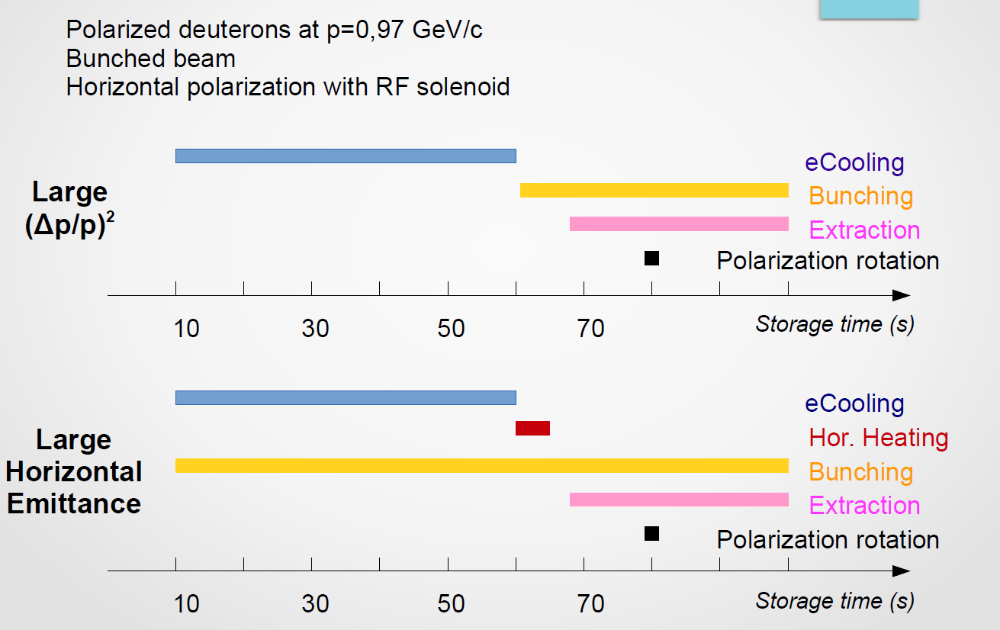 Polarized deuterons at p=0,97 GeV/c
Bunched beam
Horizontal polarization with RF solenoid
Large
(Δp/p)²
eCooling
Bunching
Extraction
Polarization rotation
10 30 50 70 Storage time (s)
Large
Horizontal
Emittance
eCooling
Hor. Heating
Bunching
Extraction
Polarization rotation
10 30 50 70 Storage time (s)